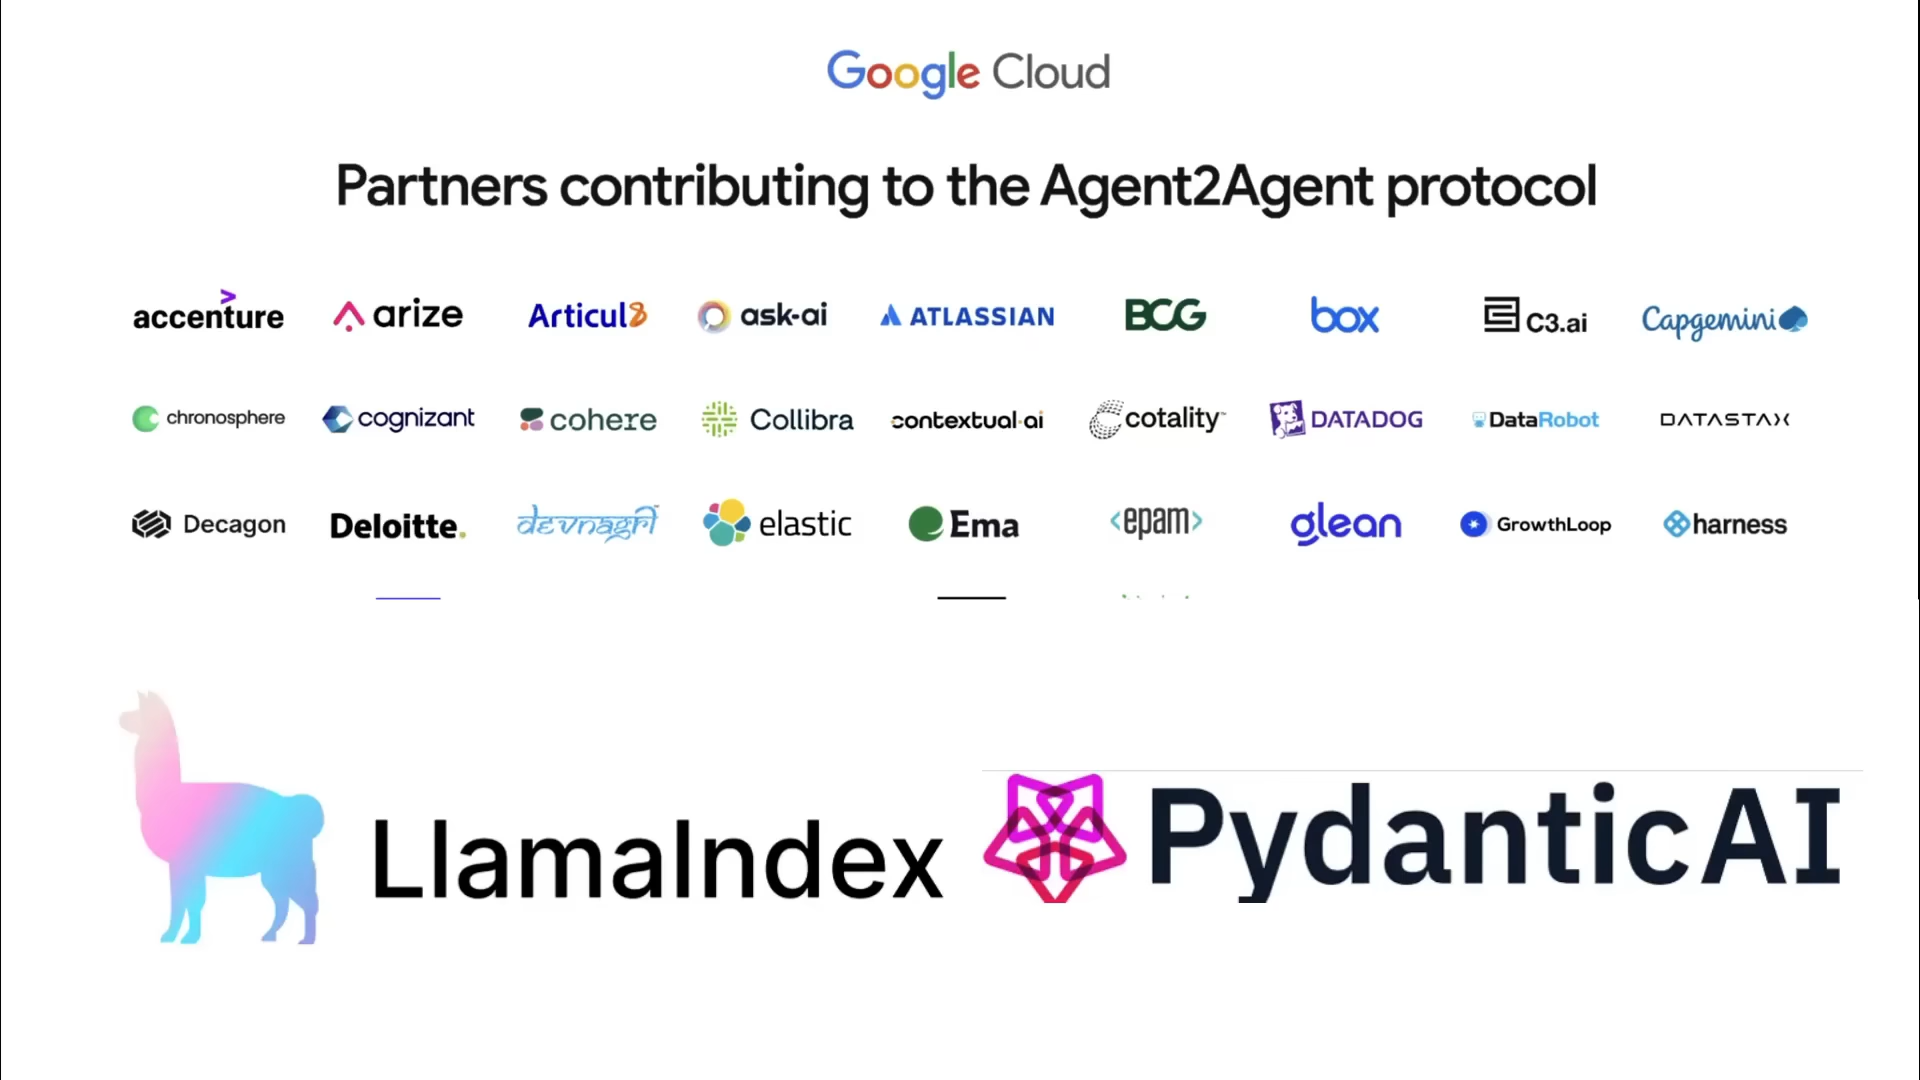 Google Cloud
Partners contributing to the Agent2Agent protocol
accenture arize Articul8 ask-ai ATLASSIAN BCG box C3.ai Capgemini
chronosphere cognizant cohere Collibra contextual.ai cotality™ DATADOG DataRobot DATASTAX
Decagon Deloitte. devnagri elastic Ema <epam> glean GrowthLoop harness
LlamaIndex PydanticAI